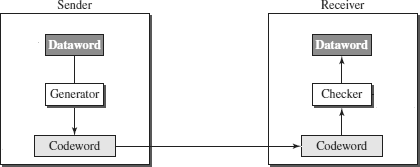 Sender
Receiver
Dataword
Dataword
Generator
Checker
Codeword
Codeword